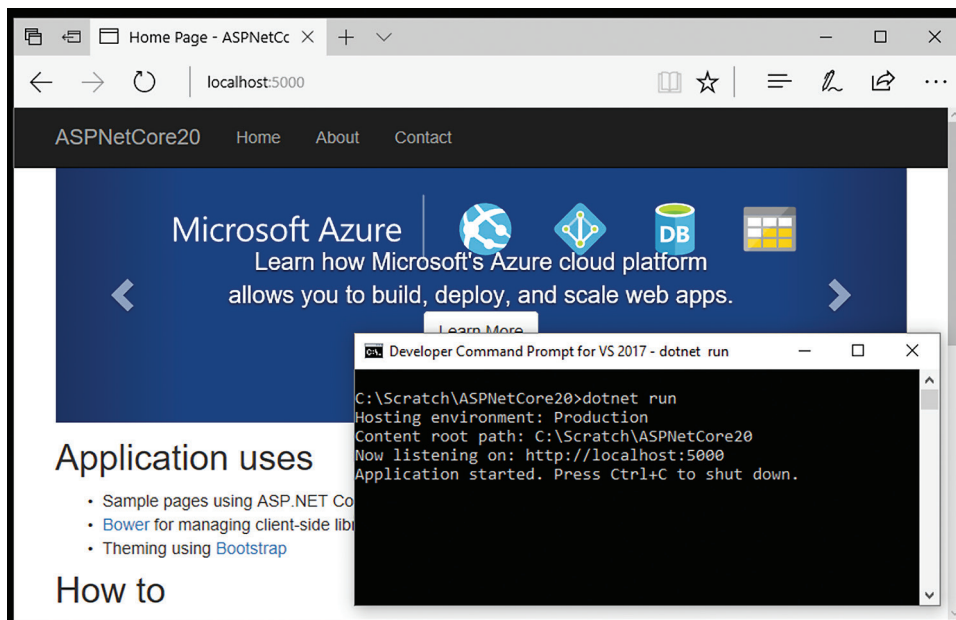 Home Page - ASPNetCc
localhost:5000
ASPNetCore20 Home About Contact
Microsoft Azure
DB
Learn how Microsoft's Azure cloud platform
allows you to build, deploy, and scale web apps.
Learn More
Developer Command Prompt for VS 2017 - dotnet run
C:\Scratch\ASPNetCore20>dotnet run
Hosting environment: Production
Content root path: C:\Scratch\ASPNetCore20
Now listening on: http://localhost:5000
Application started. Press Ctrl+C to shut down.
Application uses
• Sample pages using ASP.NET Co
• Bower for managing client-side libr
• Theming using Bootstrap
How to